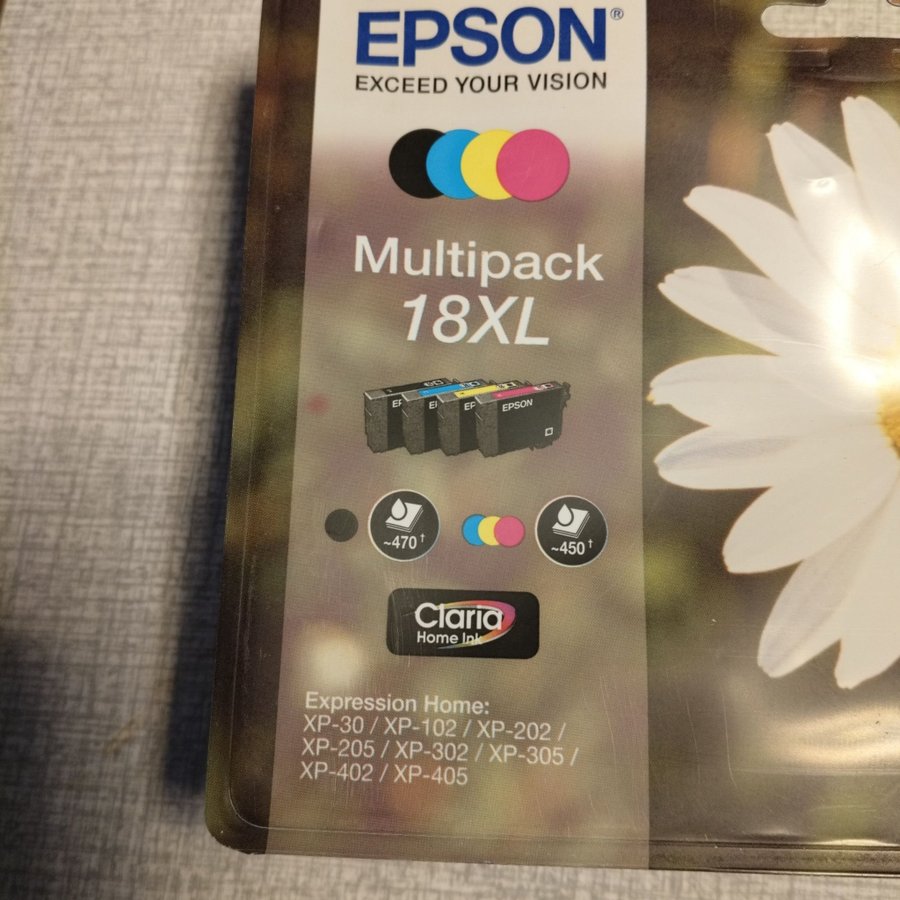 EPSON®
EXCEED YOUR VISION
Multipack
18XL
EPSON
~470†
~450†
Claria
Home Ink
Expression Home:
XP-30 / XP-102 / XP-202 /
XP-205 / XP-302 / XP-305 /
XP-402 / XP-405